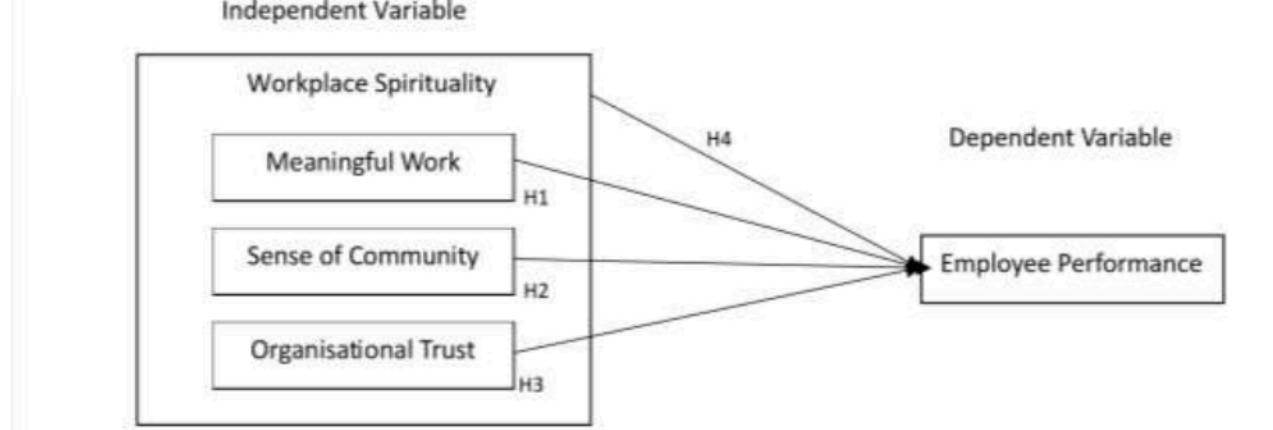 Independent Variable
Workplace Spirituality
H4
Dependent Variable
Meaningful Work
H1
Sense of Community
Employee Performance
H2
Organisational Trust
H3